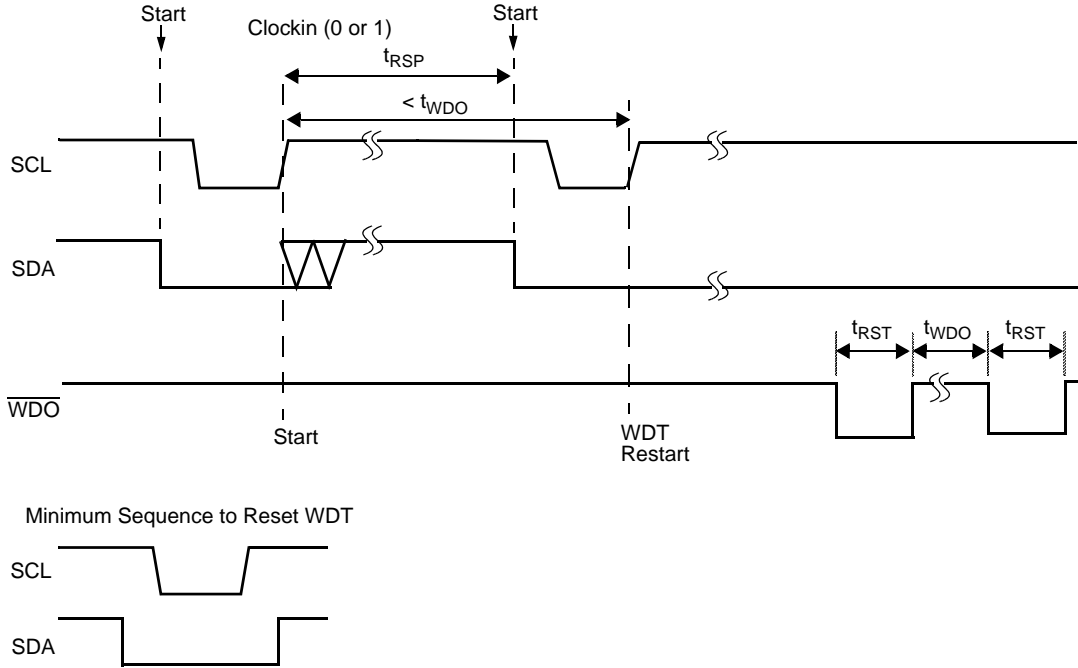 Start
Start
Clockin (0 or 1)
tRSP
< tWDO
SCL
SDA
tRST
tWDO
tRST
WDO
Start
WDT
Restart
Minimum Sequence to Reset WDT
SCL
SDA